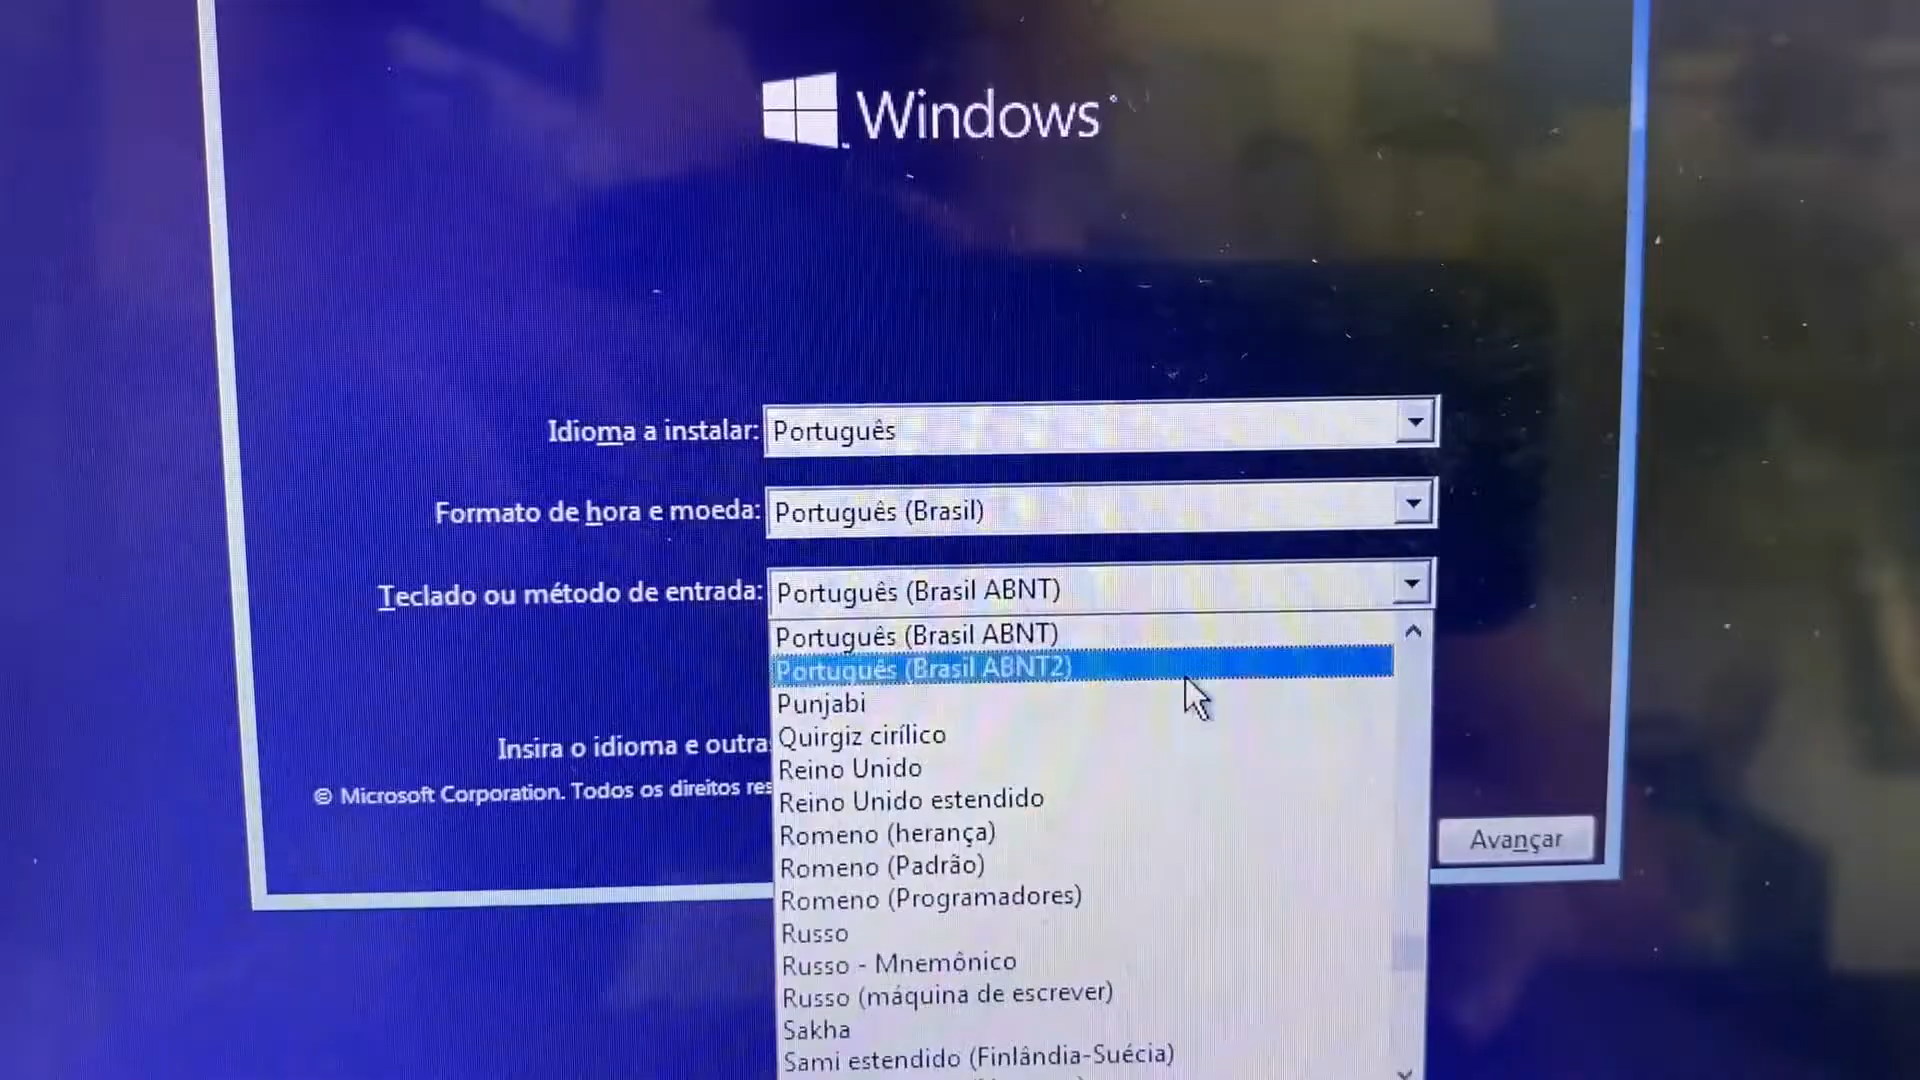 Windows
Idioma a instalar: Português
Formato de hora e moeda: Português (Brasil)
Teclado ou método de entrada: Português (Brasil ABNT)
Português (Brasil ABNT)
Português (Brasil ABNT2)
Punjabi
Quirgiz cirílico
Reino Unido
Reino Unido estendido
Romeno (herança)
Romeno (Padrão)
Romeno (Programadores)
Russo
Russo - Mnemônico
Russo (máquina de escrever)
Sakha
Sami estendido (Finlândia-Suécia)
Insira o idioma e outra
© Microsoft Corporation. Todos os direitos res
Avançar